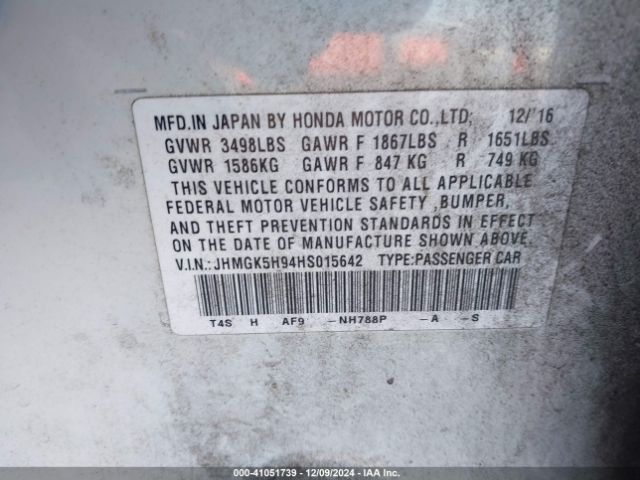 MFD.IN JAPAN BY HONDA MOTOR CO.,LTD; 12/'16
GVWR 3498LBS GAWR F 1867LBS R 1651LBS
GVWR 1586KG GAWR F 847 KG R 749 KG
THIS VEHICLE CONFORMS TO ALL APPLICABLE
FEDERAL MOTOR VEHICLE SAFETY ,BUMPER,
AND THEFT PREVENTION STANDARDS IN EFFECT
ON THE DATE OF MANUFACTURE SHOWN ABOVE.
V.I.N.:JHMGK5H94HS015642 TYPE:PASSENGER CAR
T4S H AF9 -NH788P -A -S
000-41051739 - 12/09/2024 - IAA Inc.